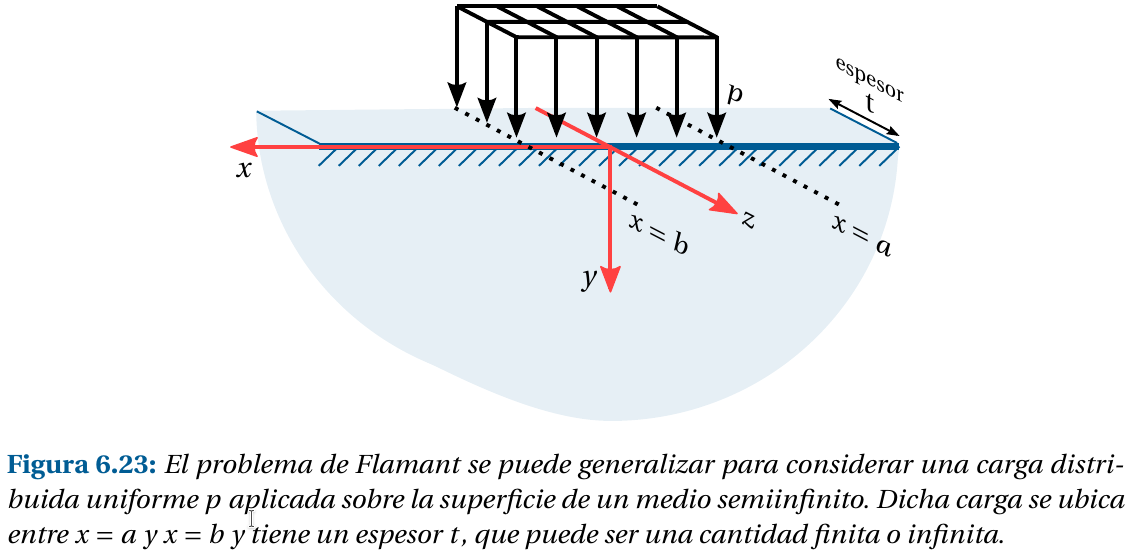 p
espesor
t
x
z
x = b
x = a
y
Figura 6.23: El problema de Flamant se puede generalizar para considerar una carga distri-
buida uniforme p aplicada sobre la superficie de un medio semiinfinito. Dicha carga se ubica
entre x = a y x = b y tiene un espesor t, que puede ser una cantidad finita o infinita.